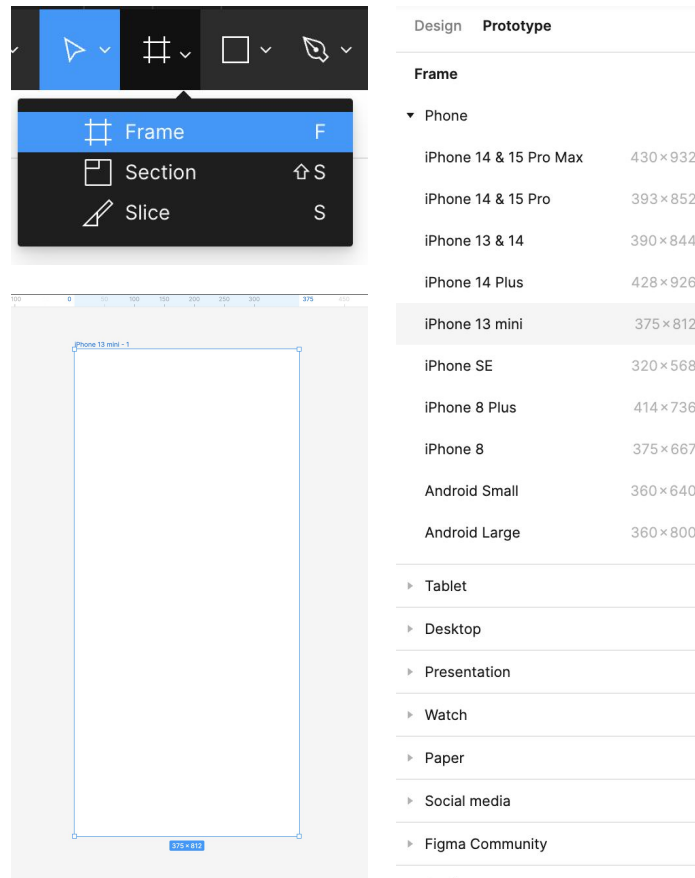 Frame F
Section ⇧ S
Slice S
100 0 50 100 150 200 250 300 375 450
iPhone 13 mini - 1
375 × 812
Design Prototype
Frame
Phone
iPhone 14 & 15 Pro Max 430×932
iPhone 14 & 15 Pro 393×852
iPhone 13 & 14 390×844
iPhone 14 Plus 428×926
iPhone 13 mini 375×812
iPhone SE 320×568
iPhone 8 Plus 414×736
iPhone 8 375×667
Android Small 360×640
Android Large 360×800
Tablet
Desktop
Presentation
Watch
Paper
Social media
Figma Community